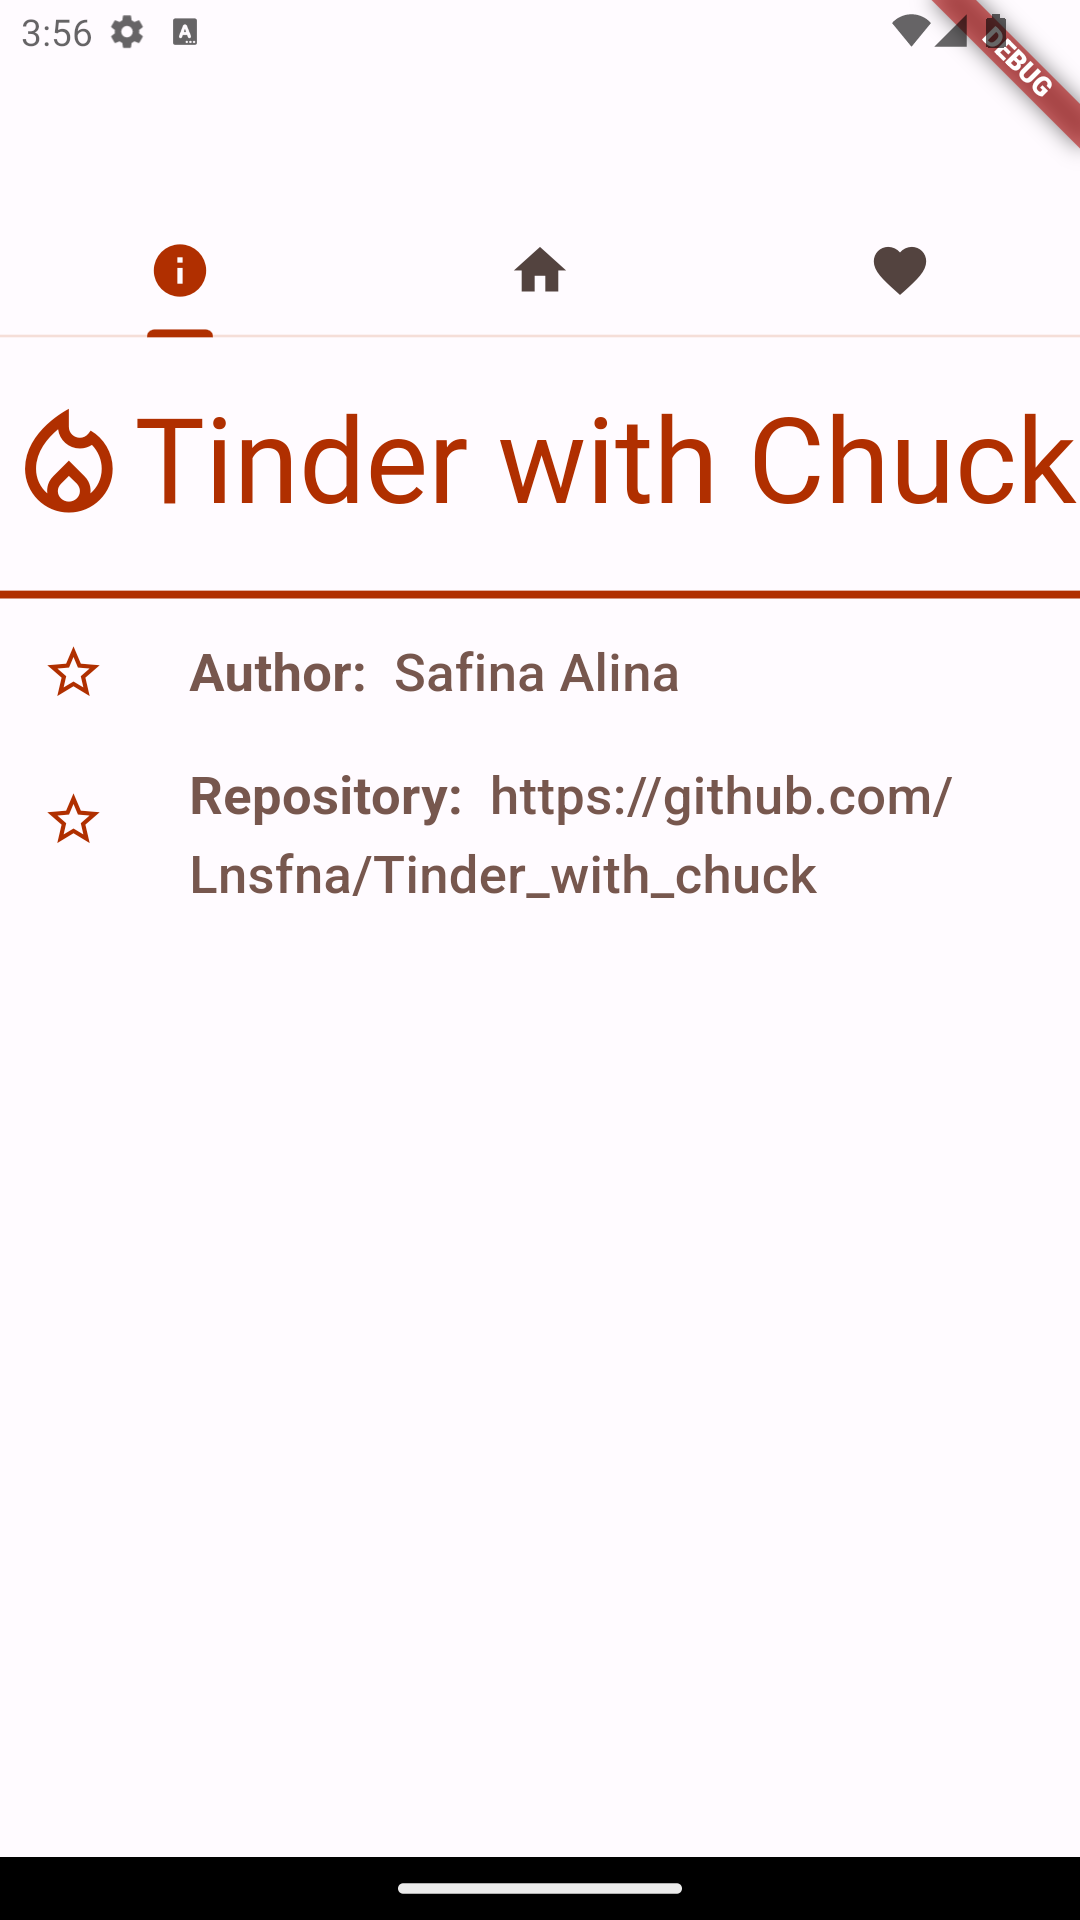 3:56
DEBUG
Tinder with Chuck
Author: Safina Alina
Repository: https://github.com/
Lnsfna/Tinder_with_chuck